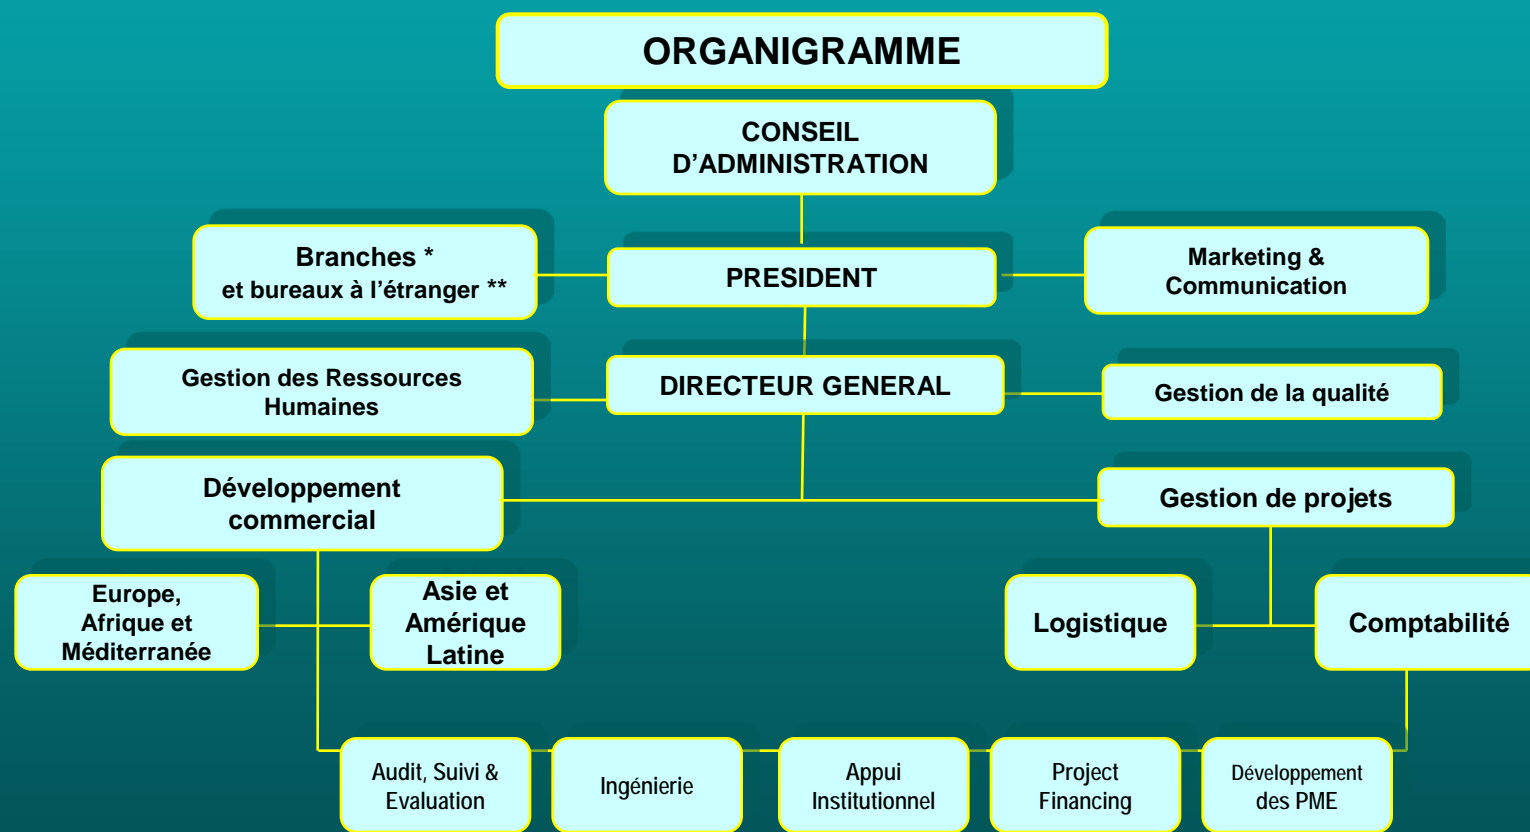 ORGANIGRAMME
CONSEIL
D’ADMINISTRATION
Branches *
et bureaux à l’étranger **
PRESIDENT
Marketing &
Communication
Gestion des Ressources
Humaines
DIRECTEUR GENERAL
Gestion de la qualité
Développement
commercial
Gestion de projets
Europe,
Afrique et
Méditerranée
Asie et
Amérique
Latine
Logistique
Comptabilité
Audit, Suivi &
Evaluation
Ingénierie
Appui
Institutionnel
Project
Financing
Développement
des PME